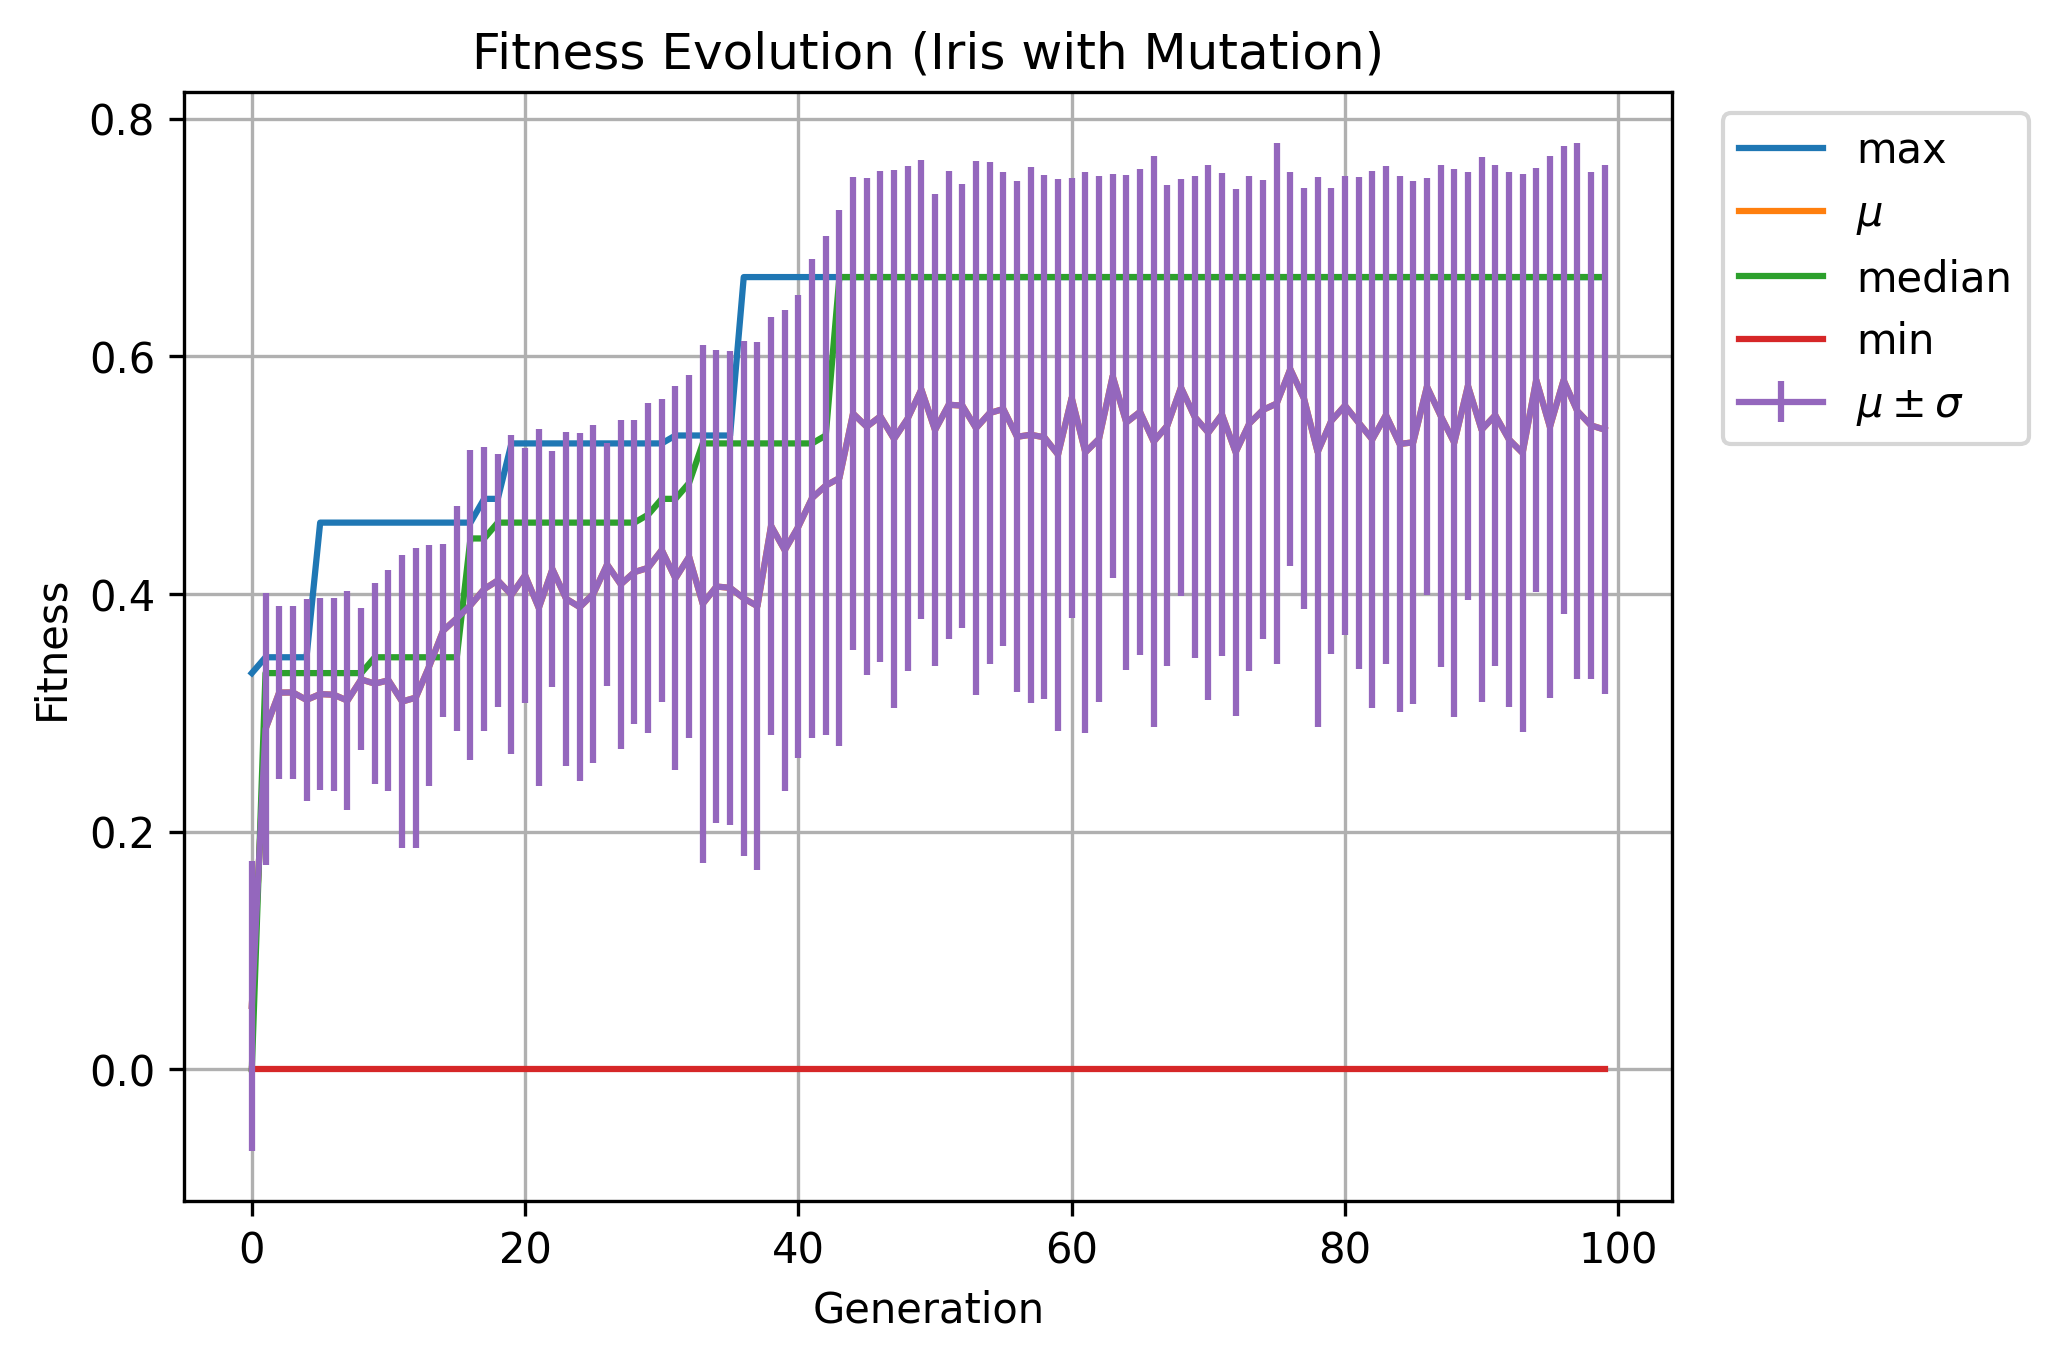 Fitness Evolution (Iris with Mutation)
0.8
0.6
0.4
0.2
0.0
Fitness
0 20 40 60 80 100
Generation
max
μ
median
min
μ ± σ